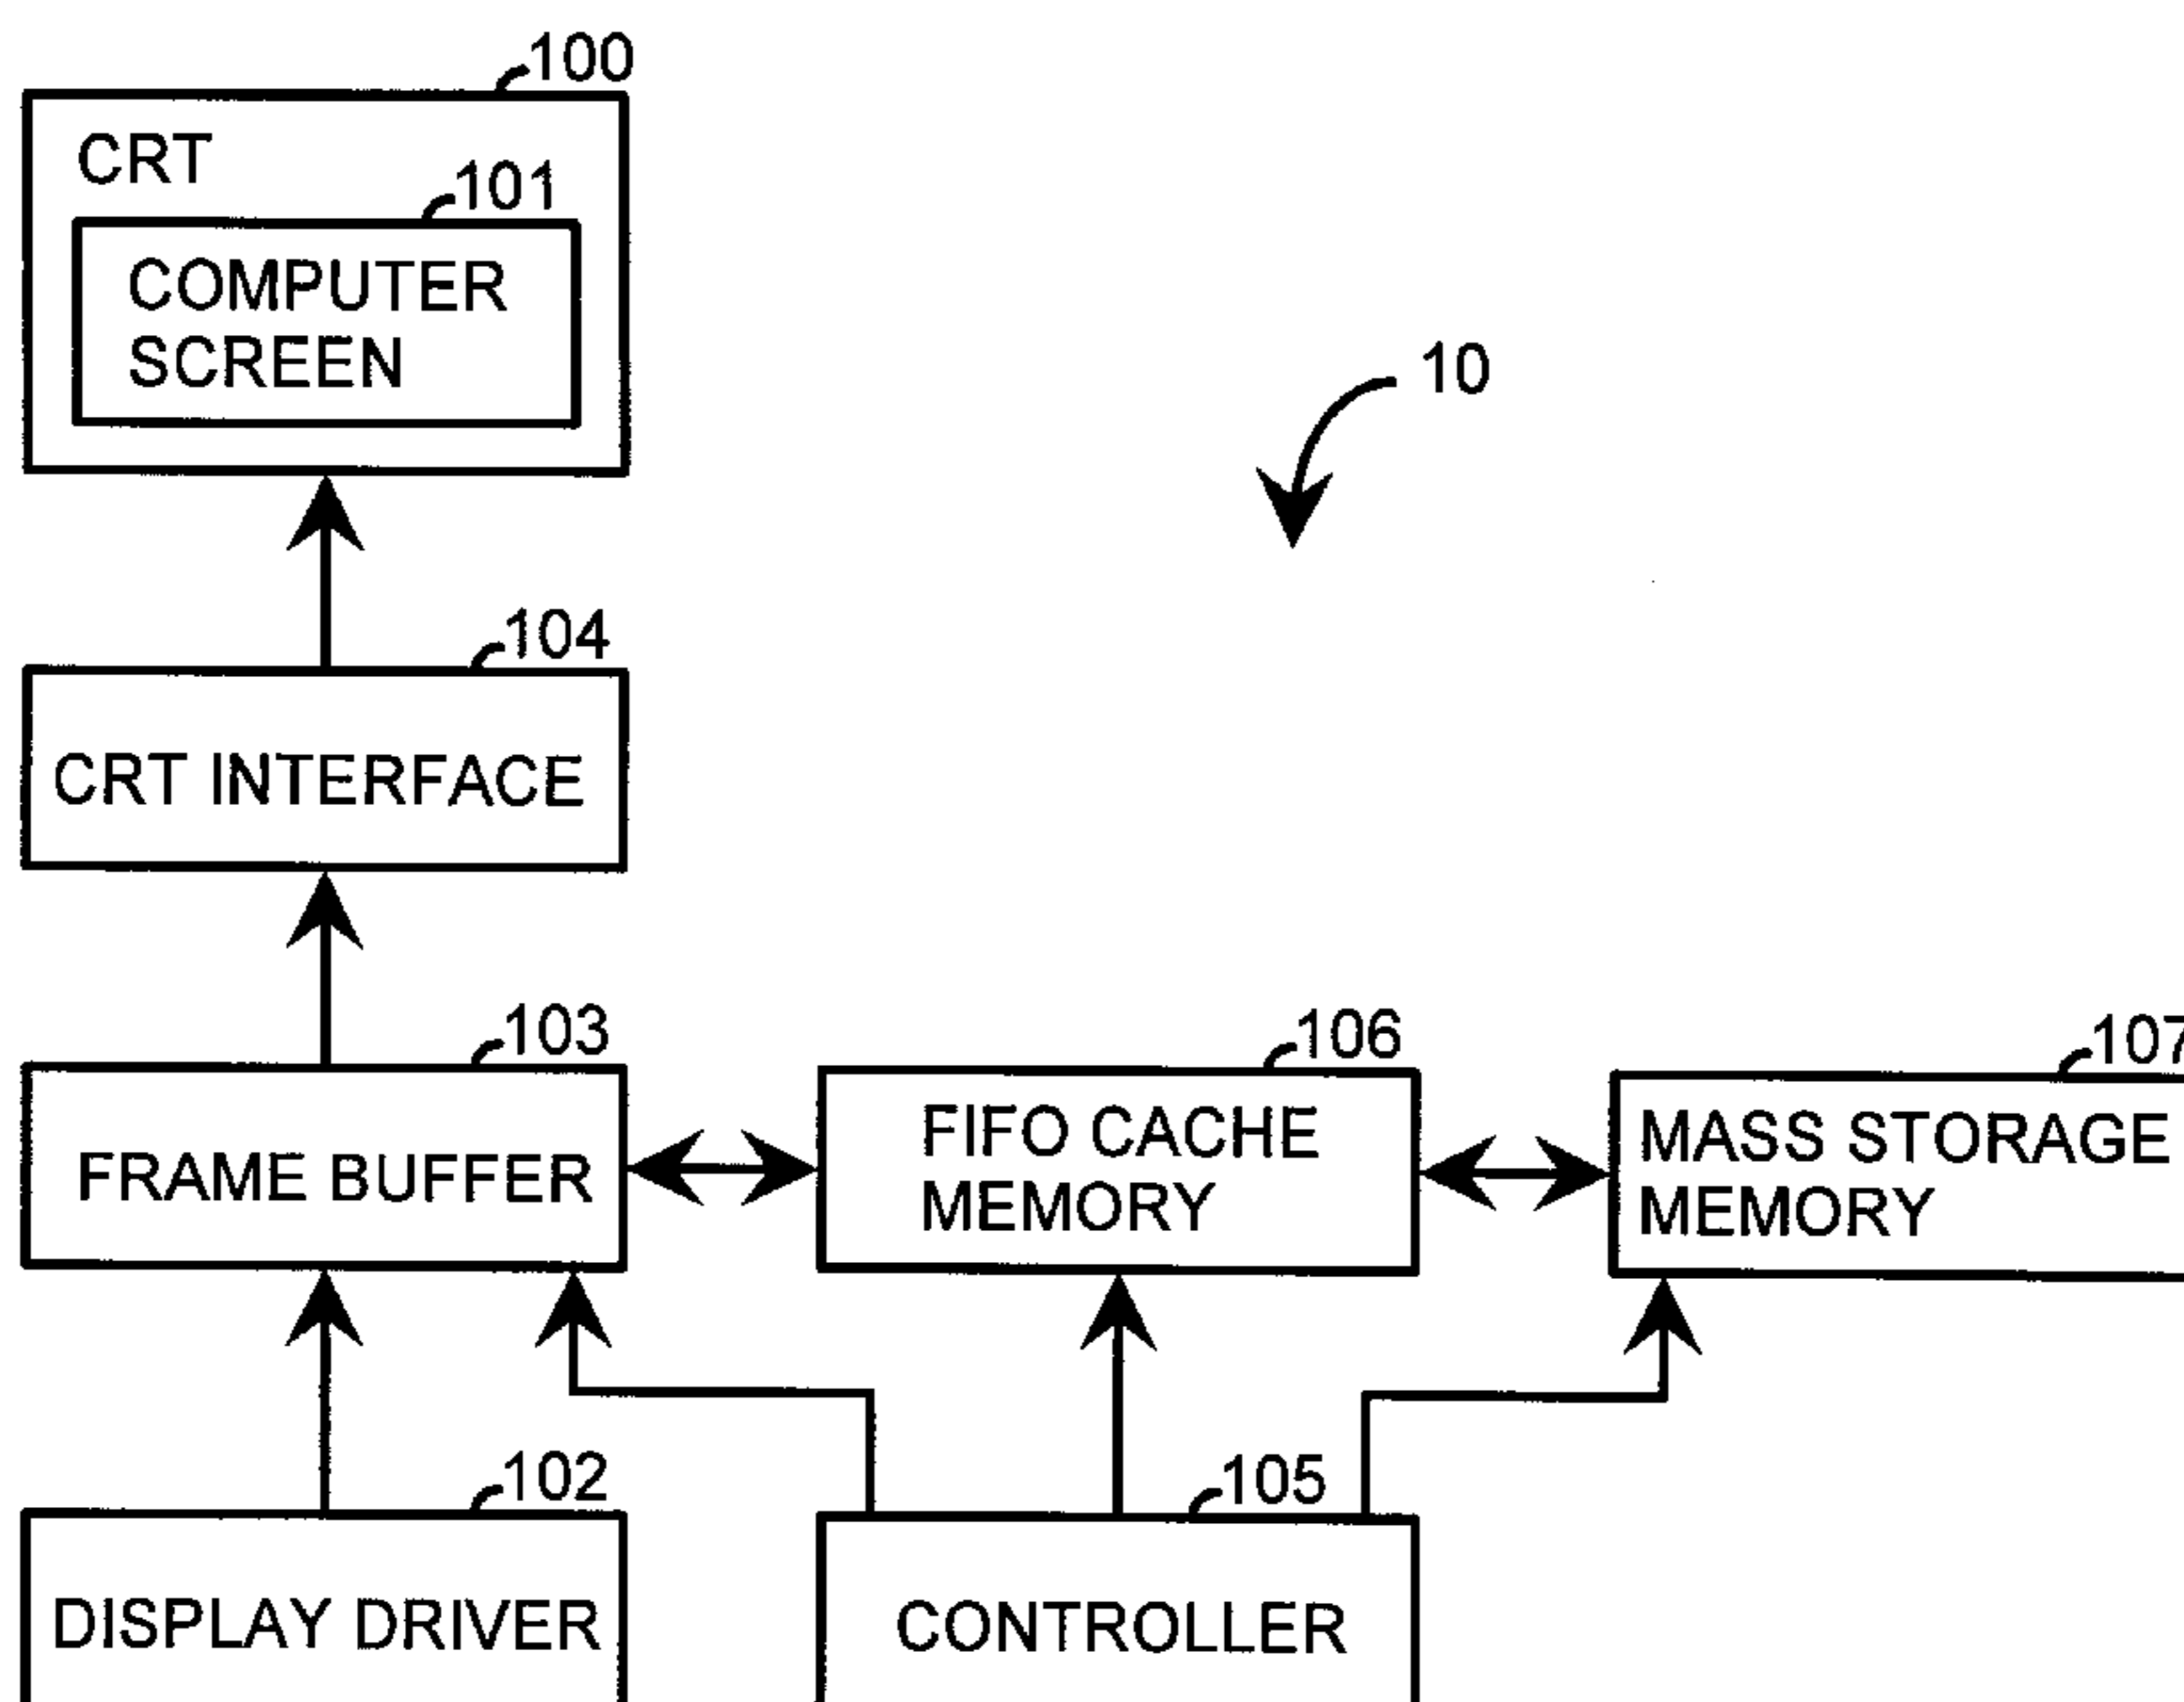 100
CRT
101
COMPUTER
SCREEN
10
104
CRT INTERFACE
103
106
107
FRAME BUFFER
FIFO CACHE
MEMORY
MASS STORAGE
MEMORY
102
105
DISPLAY DRIVER
CONTROLLER